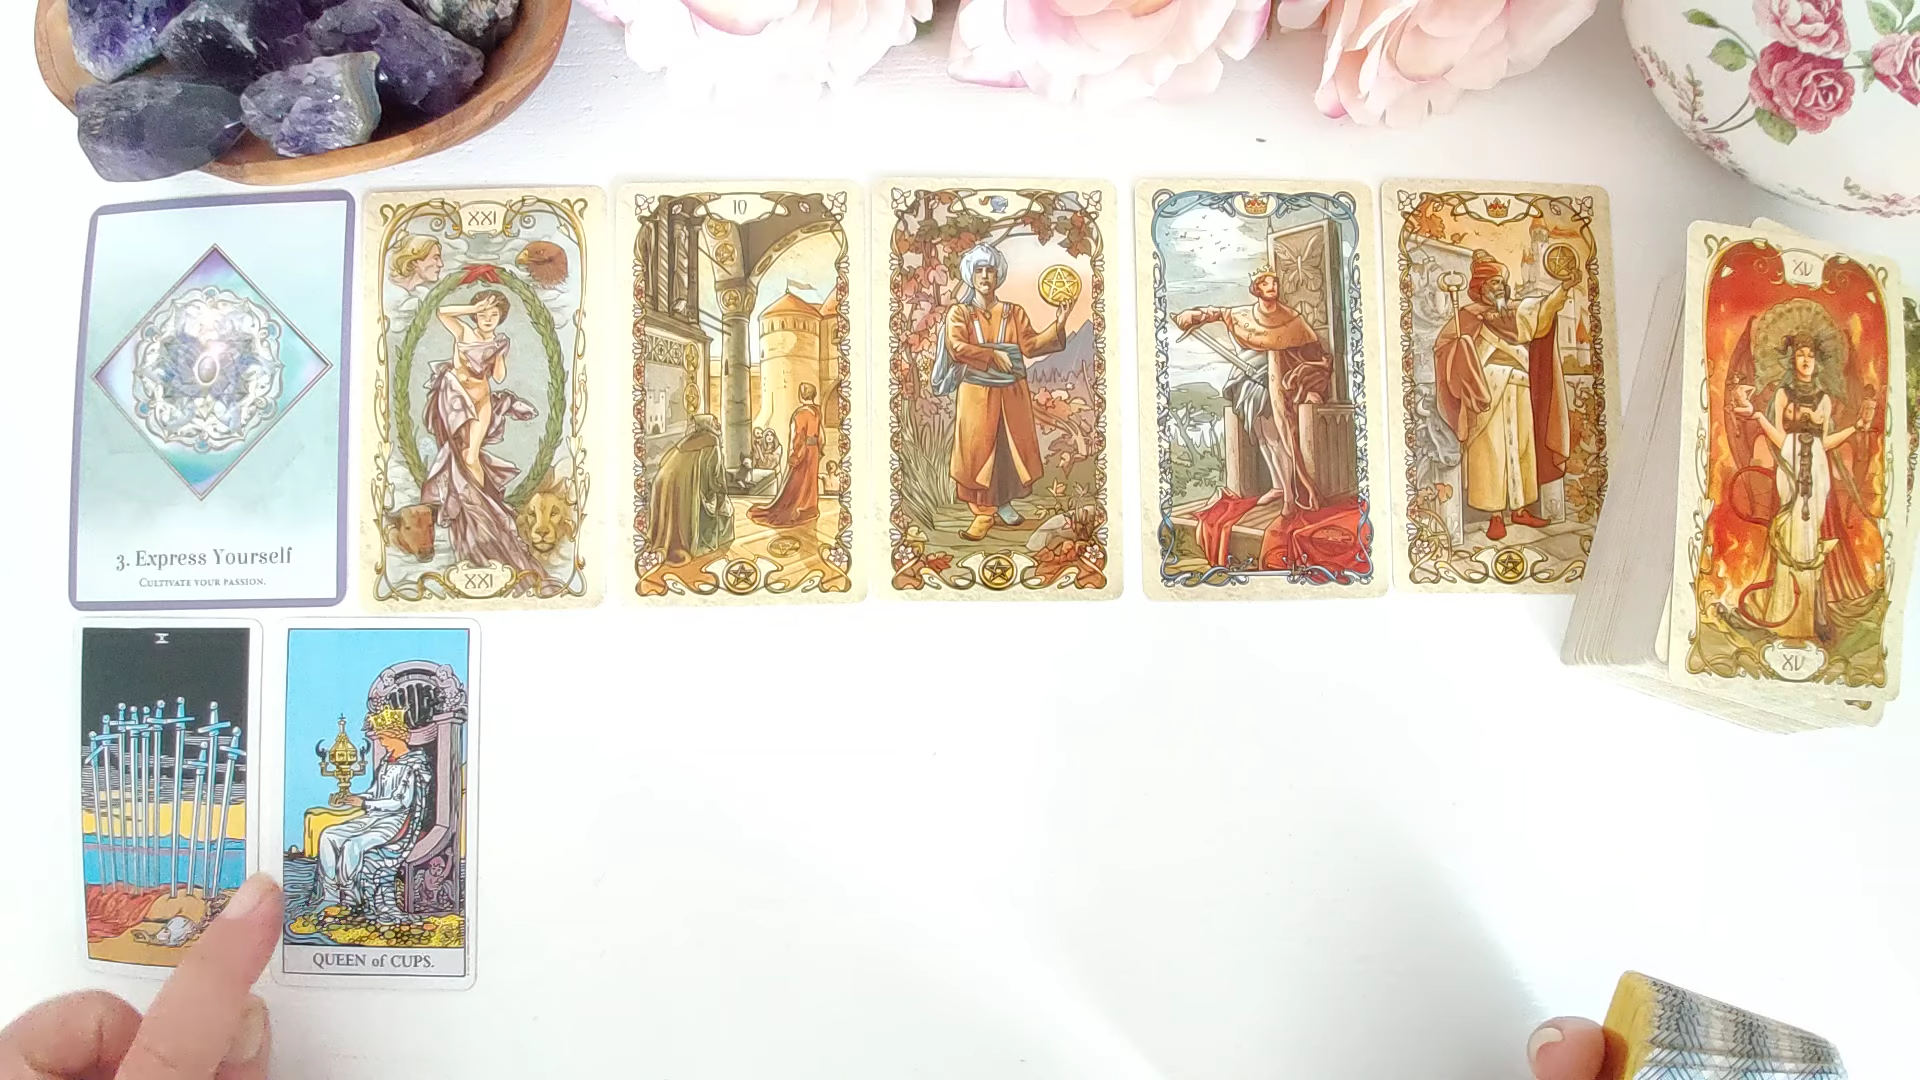 3. Express Yourself
Cultivate your passion.
XXI
XXI
10
XV
XV
X
QUEEN of CUPS.